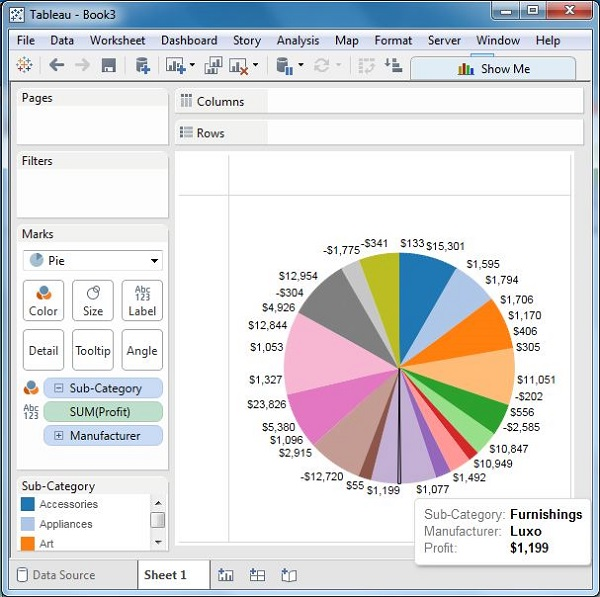 Tableau - Book3
File Data Worksheet Dashboard Story Analysis Map Format Server Window Help
Show Me
Pages
Columns
Rows
Filters
Marks
Pie
Color Size Abc 123 Label
Detail Tooltip Angle
Sub-Category
Abc 123 SUM(Profit)
Manufacturer
Sub-Category
Accessories
Appliances
Art
-$341 $133 $15,301
-$1,775 $1,595
$12,954 $1,794
-$304 $1,706
$4,926 $1,170
$12,844 $406
$1,053 $305
$1,327 $11,051
-$202
$23,826 $556
$5,380 -$2,585
$1,096 $10,847
$2,915 $10,949
-$12,720 $1,492
$55 $1,199 $1,077
Sub-Category: Furnishings
Manufacturer: Luxo
Profit: $1,199
Data Source Sheet 1